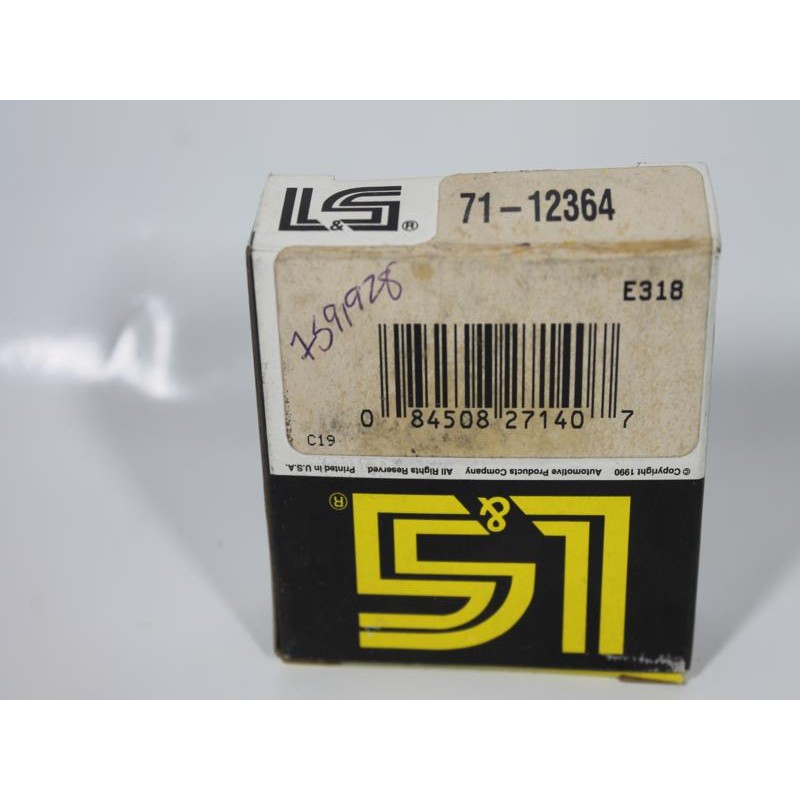 L&S®
71-12364
E318
7591928
0 84508 27140 7
C19
© Copyright 1990 Automotive Products Company All Rights Reserved Printed in U.S.A.
L&S®